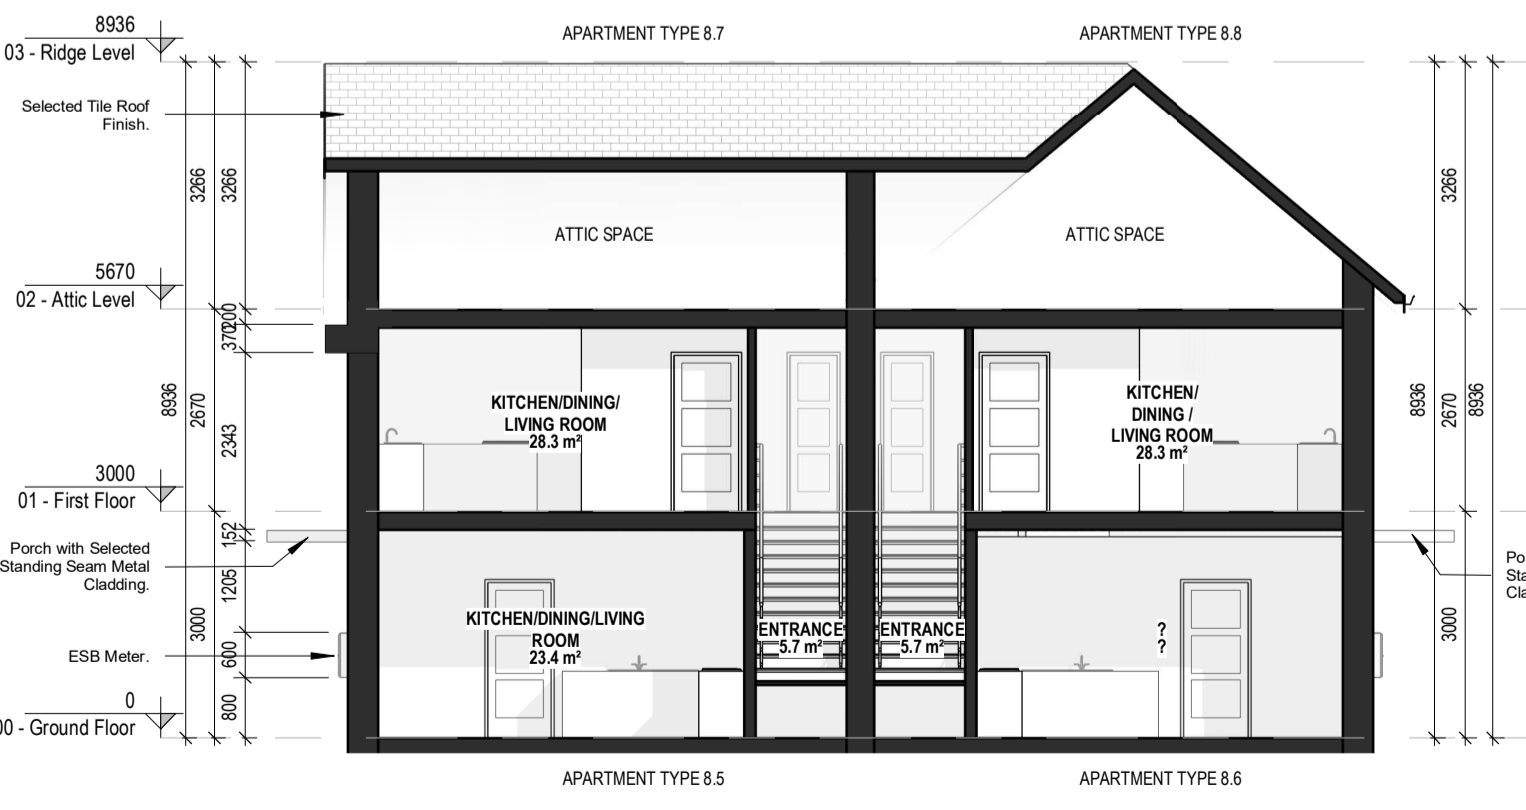 APARTMENT TYPE 8.7
APARTMENT TYPE 8.8
8936
03 - Ridge Level
Selected Tile Roof
Finish.
3266
3266
3266
ATTIC SPACE
ATTIC SPACE
5670
02 - Attic Level
200
370
8936
2670
2343
8936
2670
8936
KITCHEN/DINING/
LIVING ROOM
28.3 m²
KITCHEN/
DINING /
LIVING ROOM
28.3 m²
3000
01 - First Floor
152
Porch with Selected
Standing Seam Metal
Cladding.
Po
Sta
Cla
1205
3000
600
800
3000
KITCHEN/DINING/LIVING
ROOM
23.4 m²
ENTRANCE
5.7 m²
ENTRANCE
5.7 m²
?
?
ESB Meter.
0
00 - Ground Floor
APARTMENT TYPE 8.5
APARTMENT TYPE 8.6